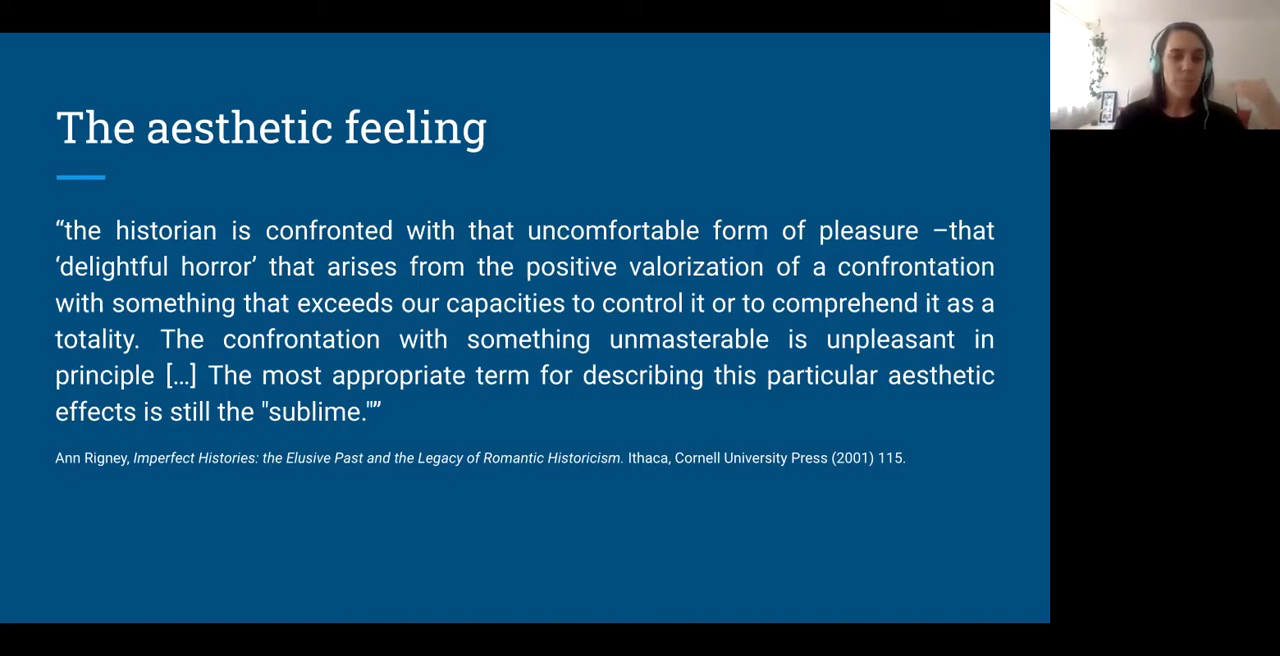 The aesthetic feeling
“the historian is confronted with that uncomfortable form of pleasure –that
‘delightful horror’ that arises from the positive valorization of a confrontation
with something that exceeds our capacities to control it or to comprehend it as a
totality. The confrontation with something unmasterable is unpleasant in
principle [...] The most appropriate term for describing this particular aesthetic
effects is still the "sublime."”
Ann Rigney, Imperfect Histories: the Elusive Past and the Legacy of Romantic Historicism. Ithaca, Cornell University Press (2001) 115.